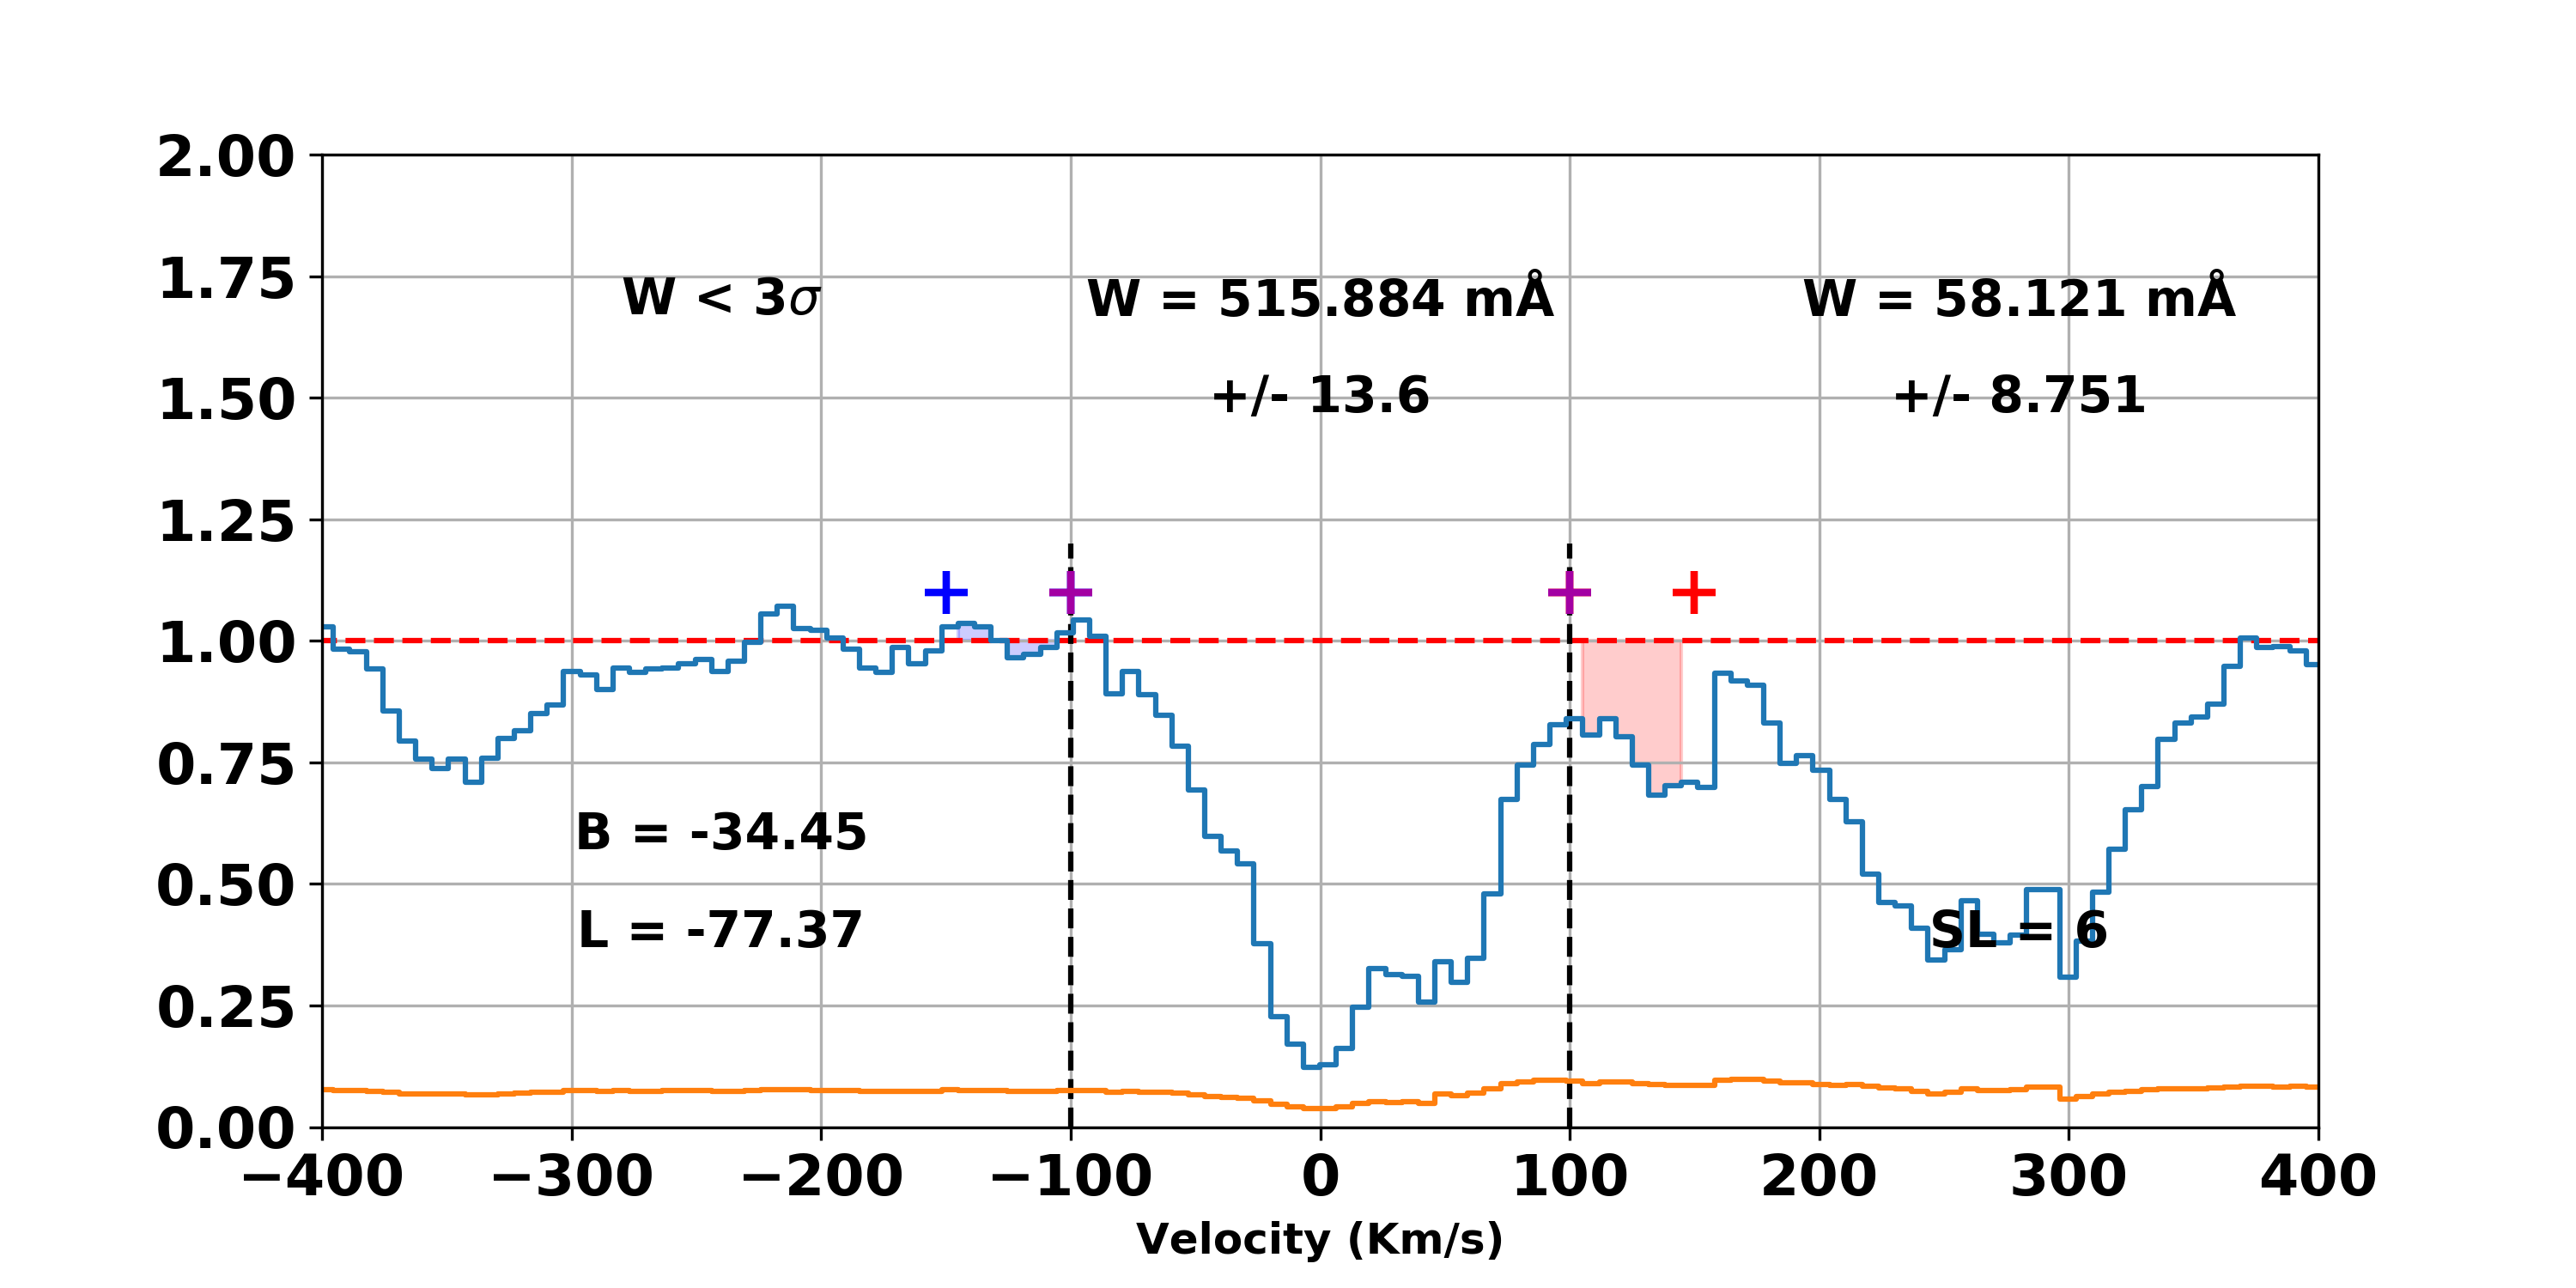 2.00
1.75
W < 3σ
W = 515.884 mÅ
W = 58.121 mÅ
1.50
+/- 13.6
+/- 8.751
1.25
1.00
0.75
B = -34.45
0.50
L = -77.37
SL = 6
0.25
0.00
−400 −300 −200 −100 0 100 200 300 400
Velocity (Km/s)